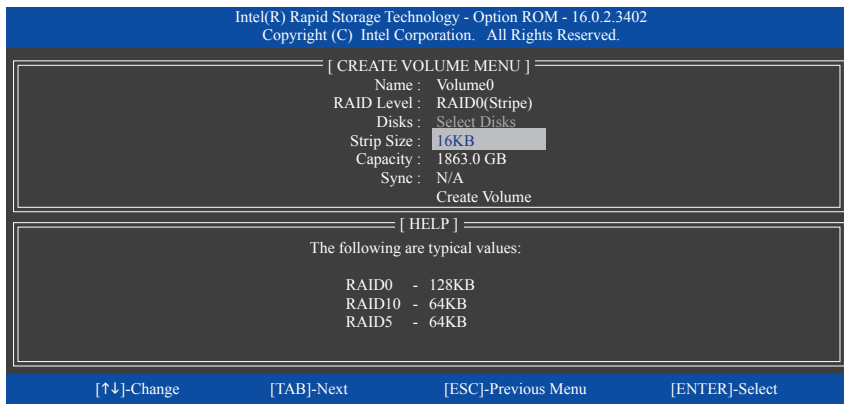 Intel(R) Rapid Storage Technology - Option ROM - 16.0.2.3402
Copyright (C) Intel Corporation. All Rights Reserved.
[ CREATE VOLUME MENU ]
Name : Volume0
RAID Level : RAID0(Stripe)
Disks : Select Disks
Strip Size : 16KB
Capacity : 1863.0 GB
Sync : N/A
Create Volume
[ HELP ]
The following are typical values:
RAID0 - 128KB
RAID10 - 64KB
RAID5 - 64KB
[↑↓]-Change [TAB]-Next [ESC]-Previous Menu [ENTER]-Select